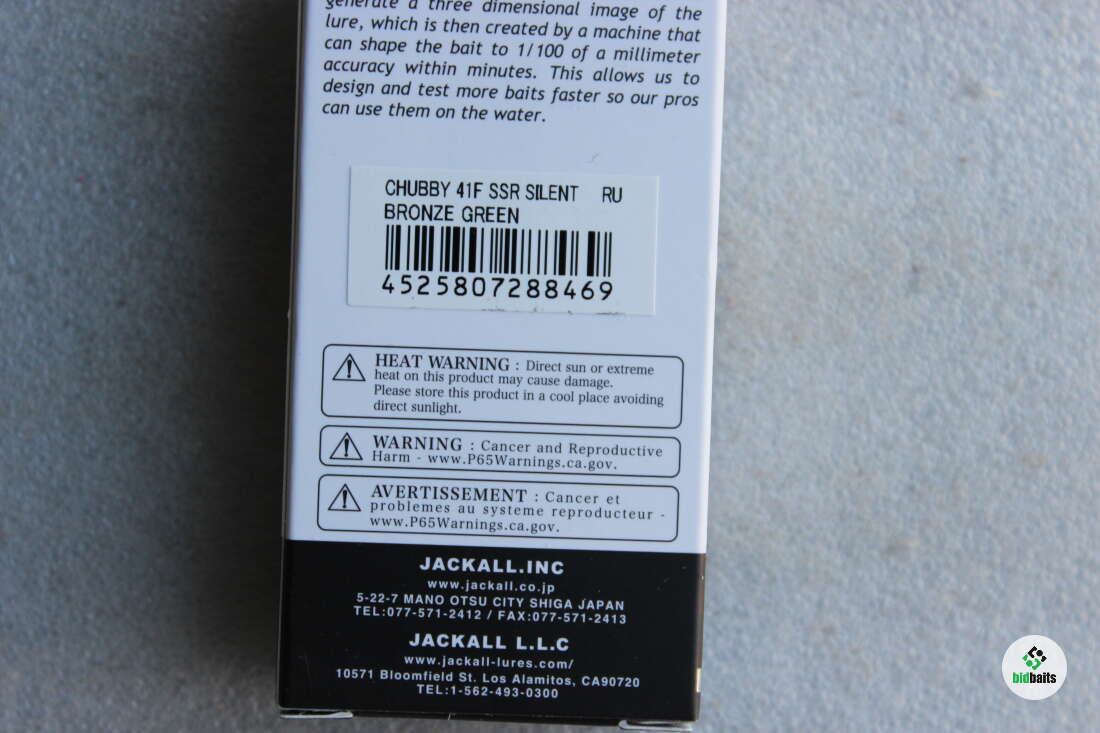 generate a three dimensional image of the
lure, which is then created by a machine that
can shape the bait to 1/100 of a millimeter
accuracy within minutes. This allows us to
design and test more baits faster so our pros
can use them on the water.
CHUBBY 41F SSR SILENT RU
BRONZE GREEN
4525807288469
HEAT WARNING : Direct sun or extreme
heat on this product may cause damage.
Please store this product in a cool place avoiding
direct sunlight.
WARNING : Cancer and Reproductive
Harm - www.P65Warnings.ca.gov.
AVERTISSEMENT : Cancer et
problemes au systeme reproducteur -
www.P65Warnings.ca.gov.
JACKALL.INC
www.jackall.co.jp
5-22-7 MANO OTSU CITY SHIGA JAPAN
TEL:077-571-2412 / FAX:077-571-2413
JACKALL L.L.C
www.jackall-lures.com/
10571 Bloomfield St. Los Alamitos, CA90720
TEL:1-562-493-0300
bidbaits